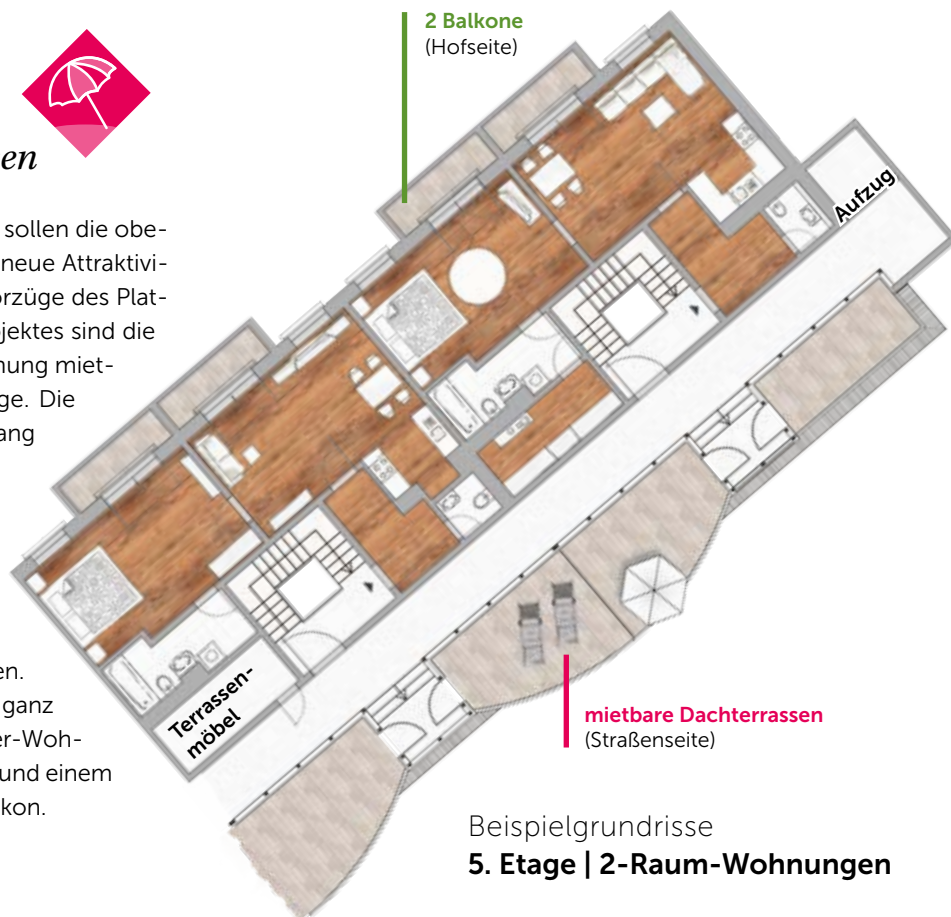 en
sollen die obe-
neue Attraktivi-
orzüge des Plat-
jektes sind die
nung miet-
ge. Die
ang
en.
ganz
er-Woh-
und einem
kon.
2 Balkone
(Hofseite)
Aufzug
Terrassen-
möbel
mietbare Dachterrassen
(Straßenseite)
Beispielgrundrisse
5. Etage | 2-Raum-Wohnungen